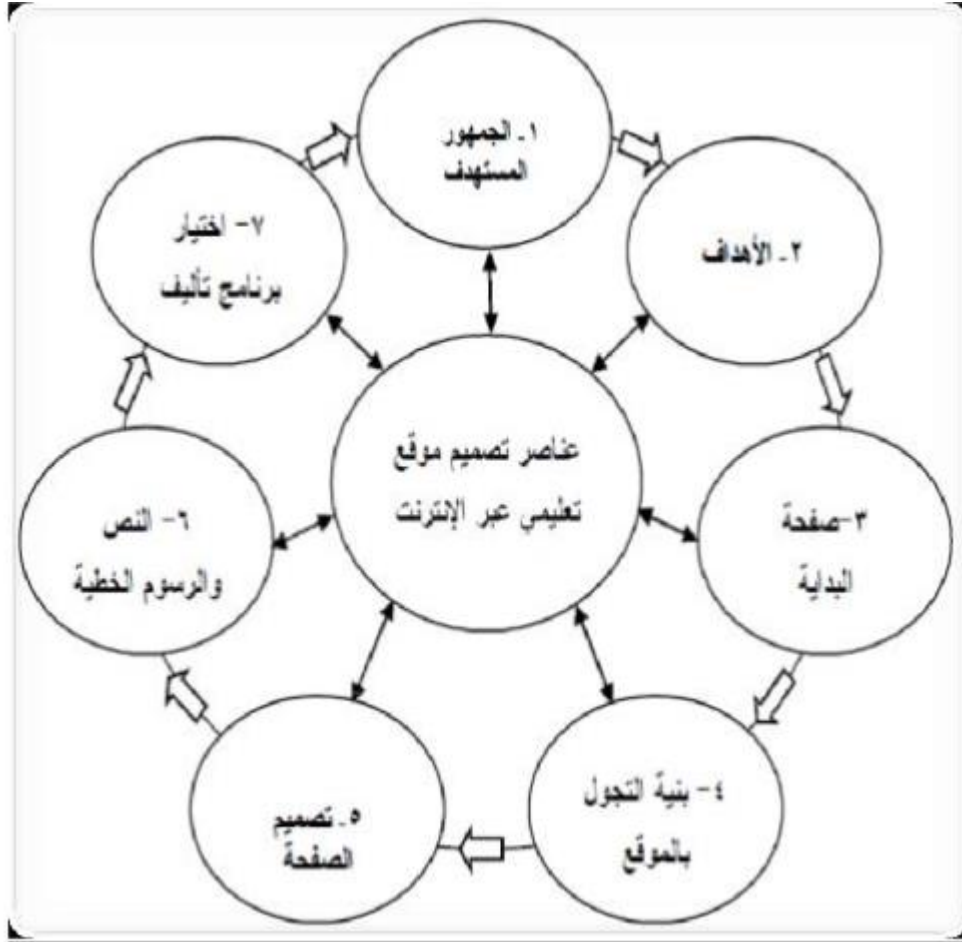 ١- الجمهور
المستهدف
٢- الأهداف
٣- صفحة
البداية
٤- بنية التجول
بالموقع
٥- تصميم
الصفحة
٦- النص
والرسوم الخطية
٧- اختيار
برنامج تأليف
عناصر تصميم موقع
تعليمي عبر الإنترنت